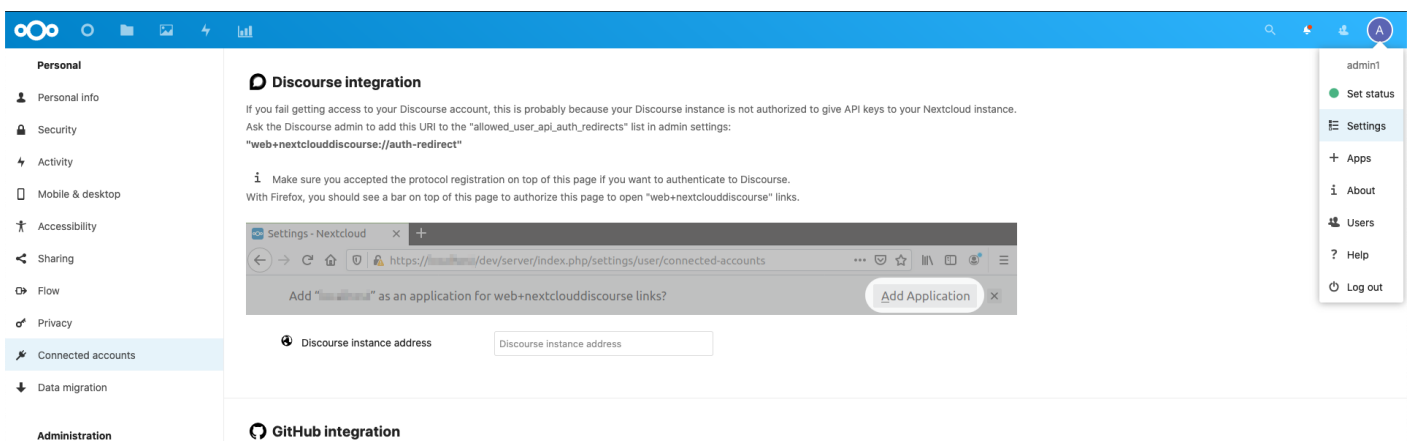 A
Personal
Personal info
Security
Activity
Mobile & desktop
Accessibility
Sharing
Flow
Privacy
Connected accounts
Data migration
Administration
Discourse integration
If you fail getting access to your Discourse account, this is probably because your Discourse instance is not authorized to give API keys to your Nextcloud instance.
Ask the Discourse admin to add this URI to the "allowed_user_api_auth_redirects" list in admin settings:
"web+nextclouddiscourse://auth-redirect"
i Make sure you accepted the protocol registration on top of this page if you want to authenticate to Discourse.
With Firefox, you should see a bar on top of this page to authorize this page to open "web+nextclouddiscourse" links.
Settings - Nextcloud
https:///dev/server/index.php/settings/user/connected-accounts
Add "" as an application for web+nextclouddiscourse links?
Add Application
Discourse instance address
Discourse instance address
GitHub integration
admin1
Set status
Settings
Apps
About
Users
Help
Log out